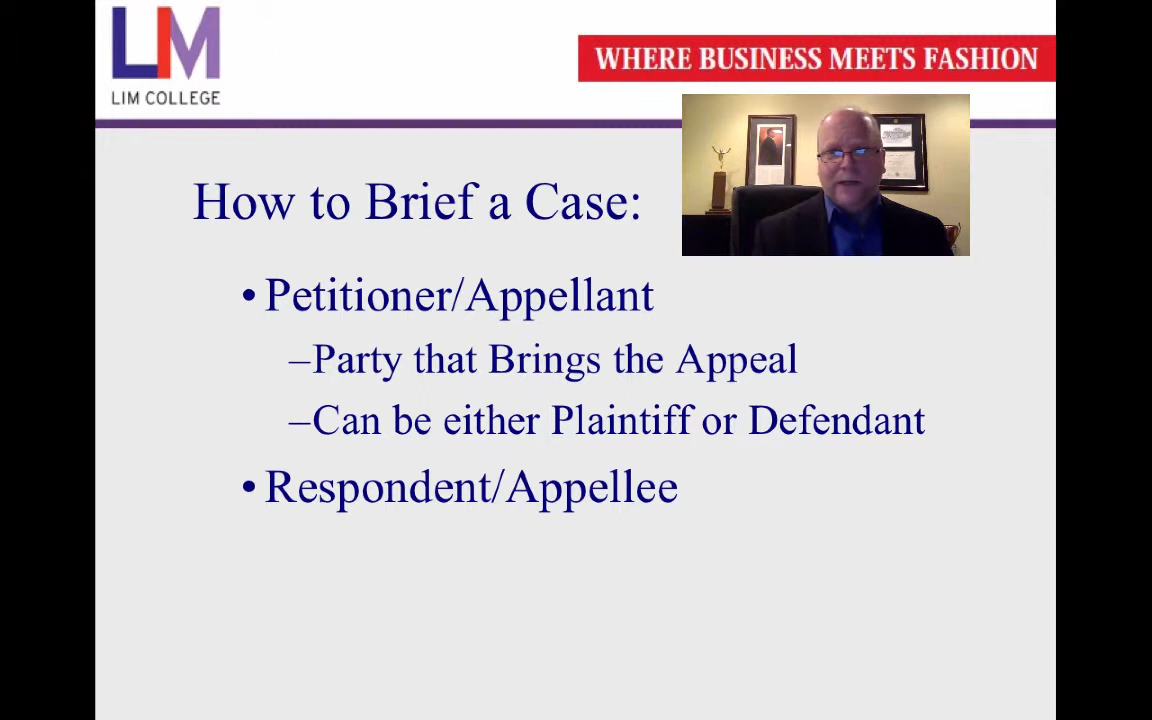 LIM
LIM COLLEGE
WHERE BUSINESS MEETS FASHION
How to Brief a Case:
•Petitioner/Appellant
–Party that Brings the Appeal
–Can be either Plaintiff or Defendant
•Respondent/Appellee